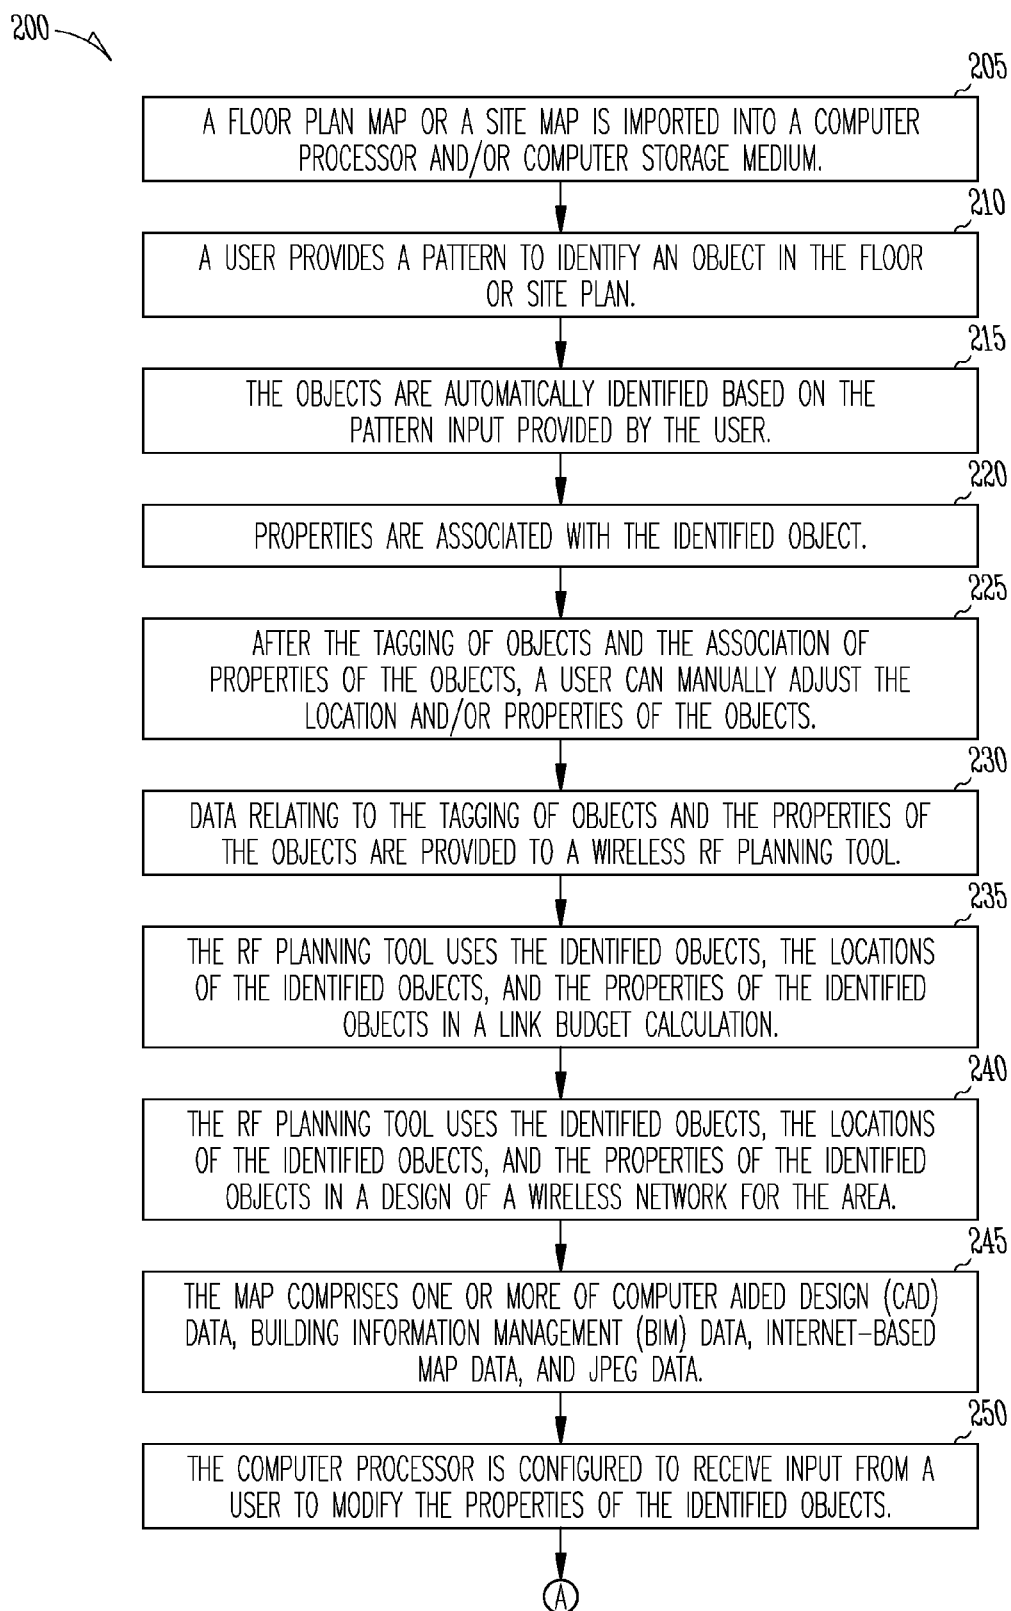 200
205
A FLOOR PLAN MAP OR A SITE MAP IS IMPORTED INTO A COMPUTER
PROCESSOR AND/OR COMPUTER STORAGE MEDIUM.
210
A USER PROVIDES A PATTERN TO IDENTIFY AN OBJECT IN THE FLOOR
OR SITE PLAN.
215
THE OBJECTS ARE AUTOMATICALLY IDENTIFIED BASED ON THE
PATTERN INPUT PROVIDED BY THE USER.
220
PROPERTIES ARE ASSOCIATED WITH THE IDENTIFIED OBJECT.
225
AFTER THE TAGGING OF OBJECTS AND THE ASSOCIATION OF
PROPERTIES OF THE OBJECTS, A USER CAN MANUALLY ADJUST THE
LOCATION AND/OR PROPERTIES OF THE OBJECTS.
230
DATA RELATING TO THE TAGGING OF OBJECTS AND THE PROPERTIES OF
THE OBJECTS ARE PROVIDED TO A WIRELESS RF PLANNING TOOL.
235
THE RF PLANNING TOOL USES THE IDENTIFIED OBJECTS, THE LOCATIONS
OF THE IDENTIFIED OBJECTS, AND THE PROPERTIES OF THE IDENTIFIED
OBJECTS IN A LINK BUDGET CALCULATION.
240
THE RF PLANNING TOOL USES THE IDENTIFIED OBJECTS, THE LOCATIONS
OF THE IDENTIFIED OBJECTS, AND THE PROPERTIES OF THE IDENTIFIED
OBJECTS IN A DESIGN OF A WIRELESS NETWORK FOR THE AREA.
245
THE MAP COMPRISES ONE OR MORE OF COMPUTER AIDED DESIGN (CAD)
DATA, BUILDING INFORMATION MANAGEMENT (BIM) DATA, INTERNET-BASED
MAP DATA, AND JPEG DATA.
250
THE COMPUTER PROCESSOR IS CONFIGURED TO RECEIVE INPUT FROM A
USER TO MODIFY THE PROPERTIES OF THE IDENTIFIED OBJECTS.
A